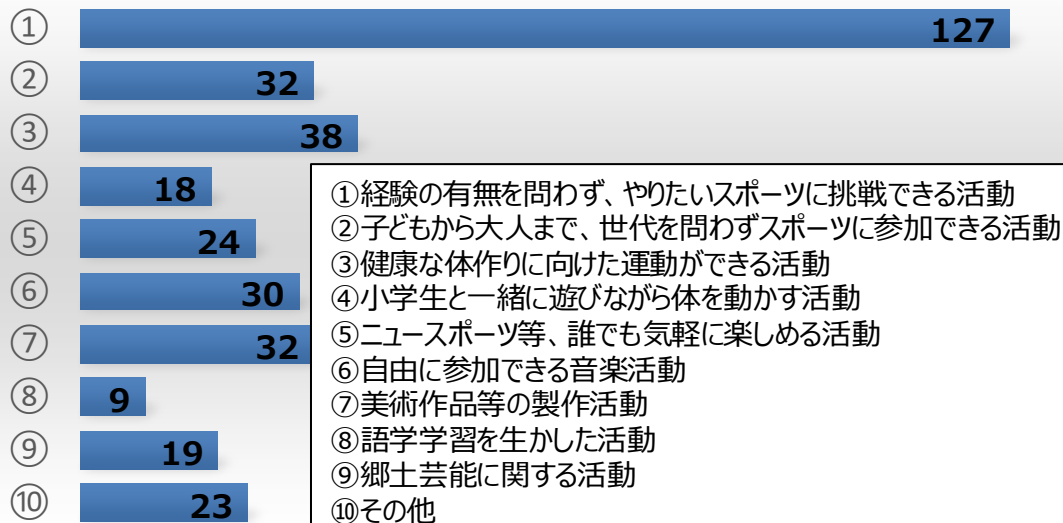 ① 127
② 32
③ 38
④ 18
⑤ 24
⑥ 30
⑦ 32
⑧ 9
⑨ 19
⑩ 23
①経験の有無を問わず、やりたいスポーツに挑戦できる活動
②子どもから大人まで、世代を問わずスポーツに参加できる活動
③健康な体作りに向けた運動ができる活動
④小学生と一緒に遊びながら体を動かす活動
⑤ニュースポーツ等、誰でも気軽に楽しめる活動
⑥自由に参加できる音楽活動
⑦美術作品等の製作活動
⑧語学学習を生かした活動
⑨郷土芸能に関する活動
⑩その他